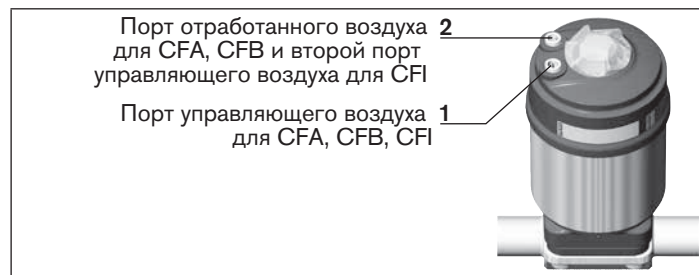 Порт отработанного воздуха 2
для CFA, CFB и второй порт
управляющего воздуха для CFI
Порт управляющего воздуха 1
для CFA, CFB, CFI